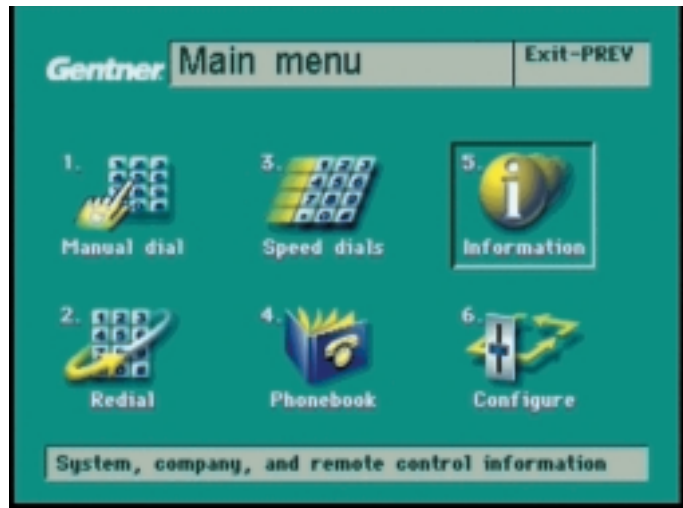 Gentner Main menu Exit-PREV
1. 3. 5.
Manual dial Speed dials Information
2. 4. 6.
Redial Phonebook Configure
System, company, and remote control information